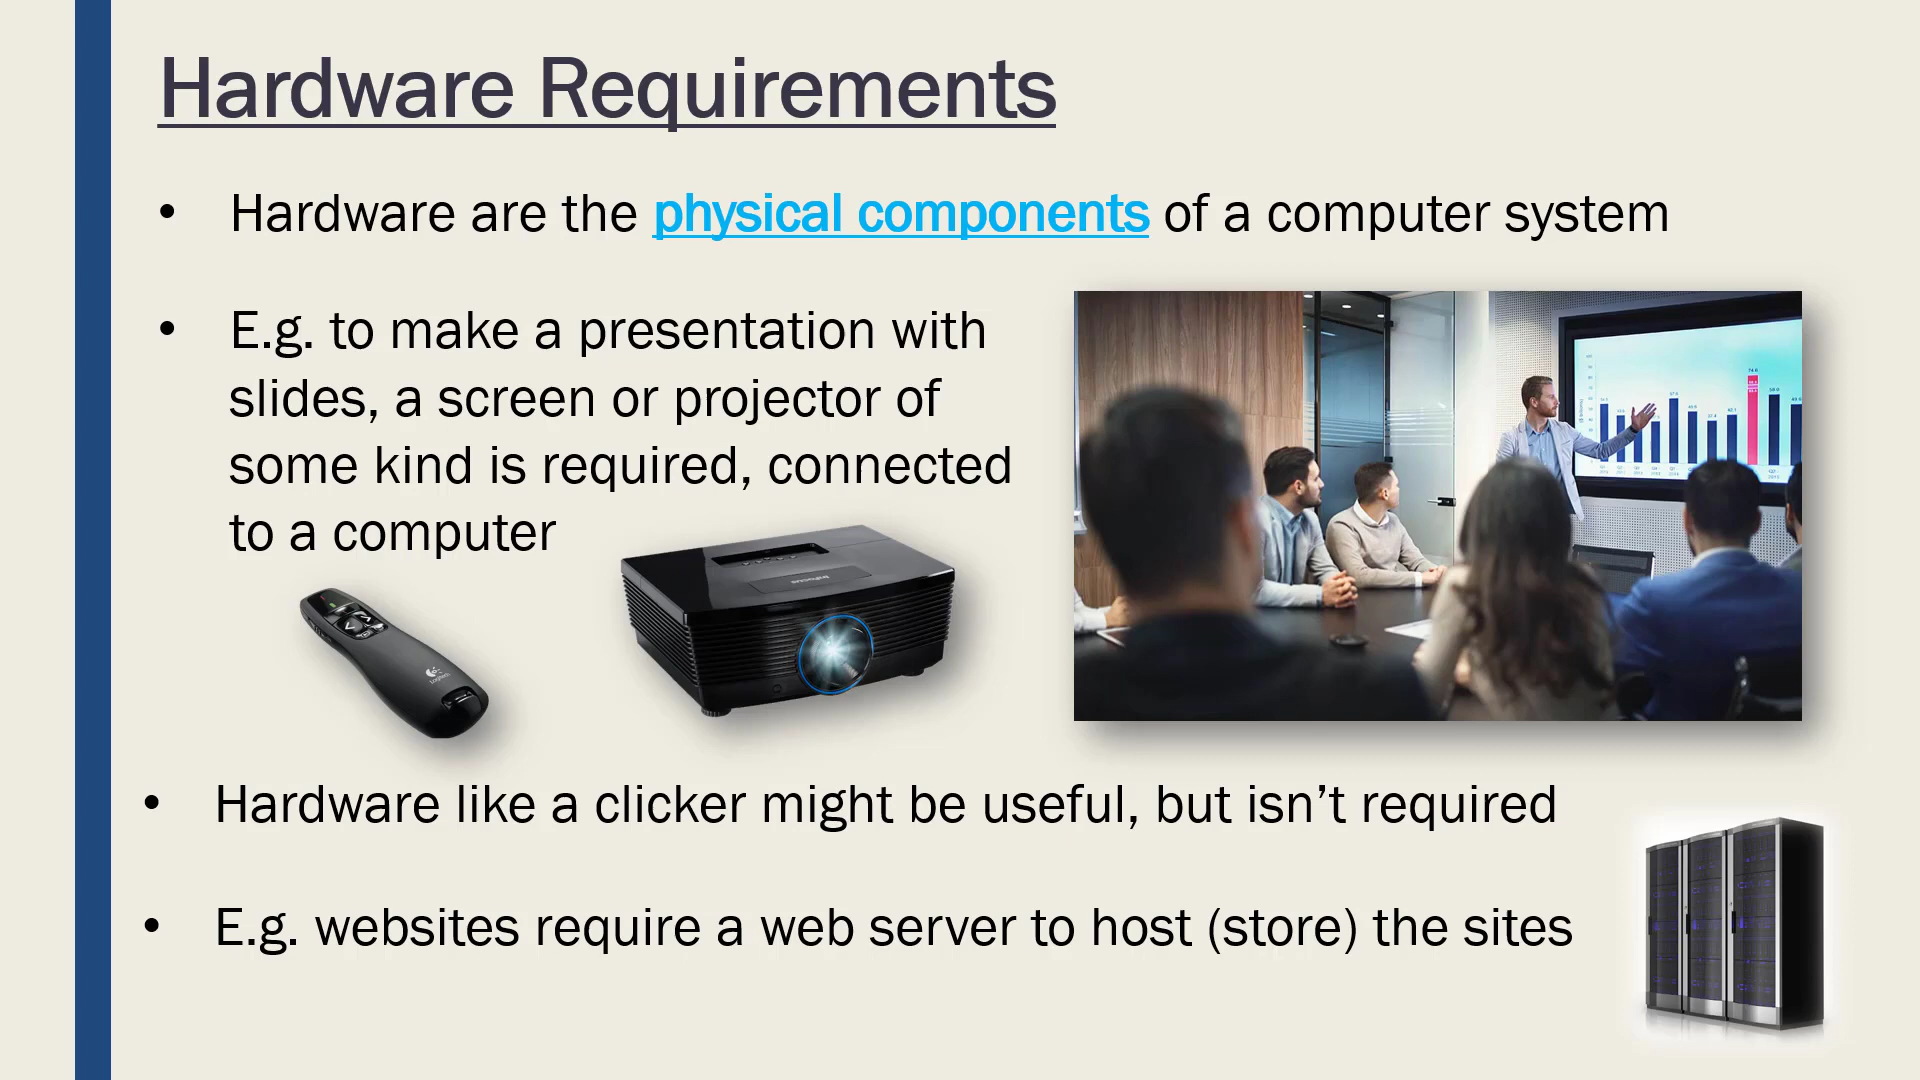 Hardware Requirements
• Hardware are the physical components of a computer system
• E.g. to make a presentation with
slides, a screen or projector of
some kind is required, connected
to a computer
• Hardware like a clicker might be useful, but isn’t required
• E.g. websites require a web server to host (store) the sites